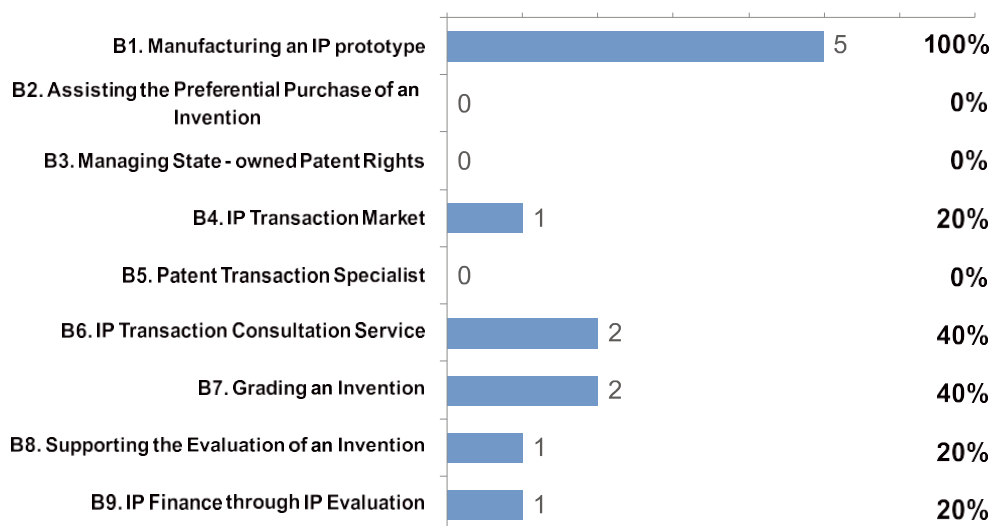 B1. Manufacturing an IP prototype 5 100%
B2. Assisting the Preferential Purchase of an
Invention 0 0%
B3. Managing State - owned Patent Rights 0 0%
B4. IP Transaction Market 1 20%
B5. Patent Transaction Specialist 0 0%
B6. IP Transaction Consultation Service 2 40%
B7. Grading an Invention 2 40%
B8. Supporting the Evaluation of an Invention 1 20%
B9. IP Finance through IP Evaluation 1 20%